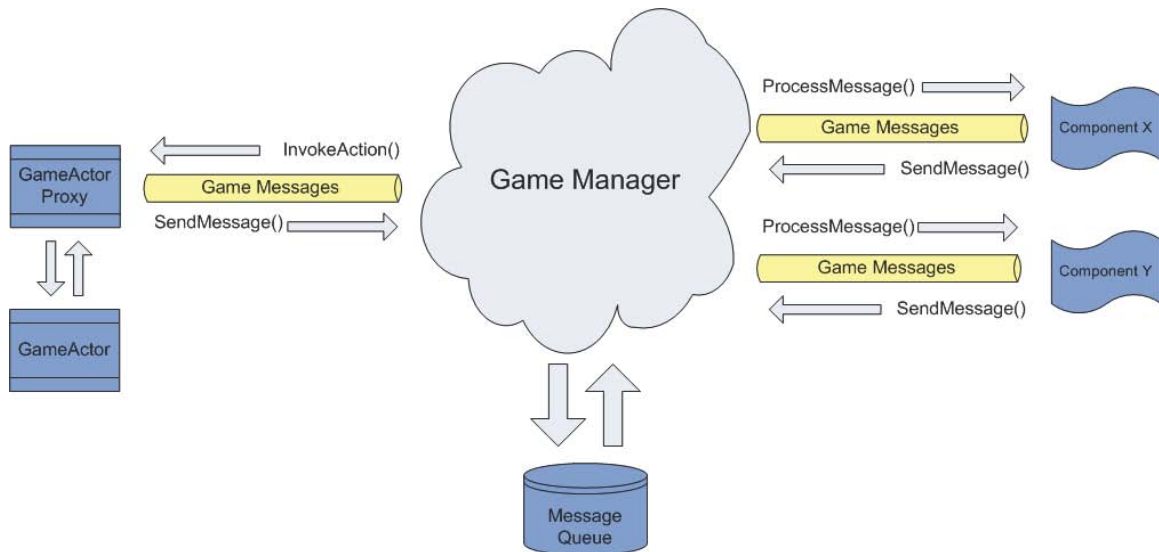 GameActor
Proxy
GameActor
InvokeAction()
Game Messages
SendMessage()
Game Manager
Message
Queue
ProcessMessage()
Game Messages
SendMessage()
Component X
ProcessMessage()
Game Messages
SendMessage()
Component Y